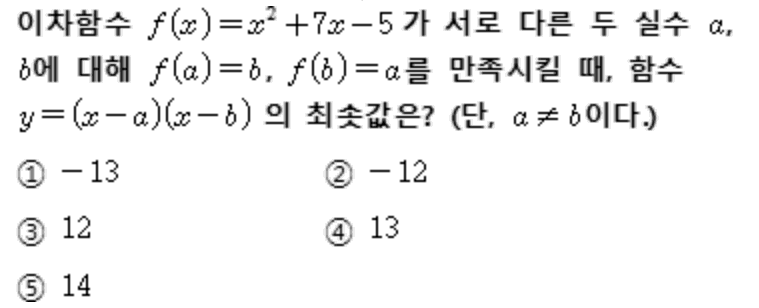 이차함수 f(x)=x²+7x-5가 서로 다른 두 실수 a,
b에 대해 f(a)=b, f(b)=a를 만족시킬 때, 함수
y=(x-a)(x-b)의 최솟값은? (단, a≠b이다.)
① -13 ② -12
③ 12 ④ 13
⑤ 14